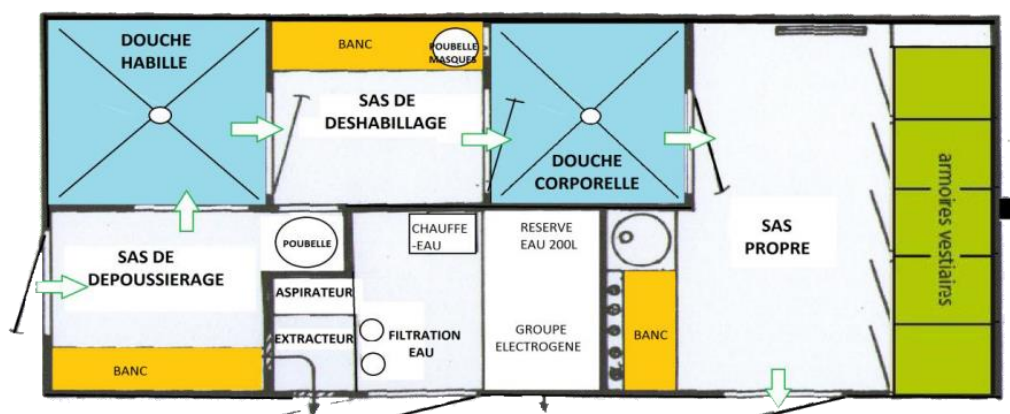 DOUCHE
HABILLE
BANC
POUBELLE
MASQUES
SAS DE
DESHABILLAGE
DOUCHE
CORPORELLE
SAS
PROPRE
armoires vestiaires
SAS DE
DEPOUSSIERAGE
POUBELLE
CHAUFFE
-EAU
RESERVE
EAU 200L
ASPIRATEUR
EXTRACTEUR
FILTRATION
EAU
GROUPE
ELECTROGENE
BANC
BANC